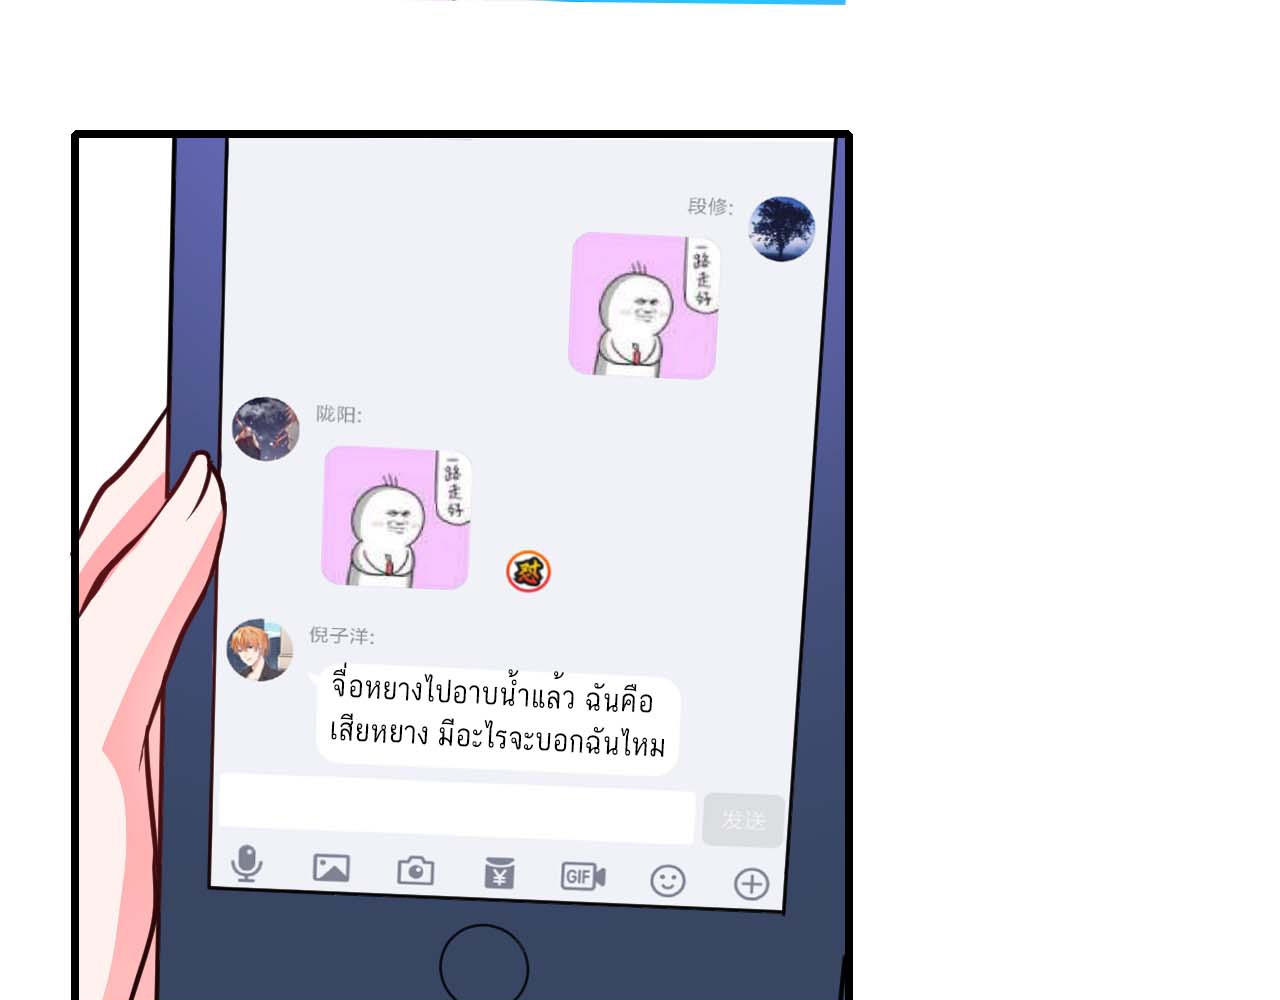 段修:
一路走好
陇阳:
一路走好
怼
倪子洋:
จื่อหยางไปอาบน้ำแล้ว ฉันคือ
เสียหยาง มีอะไรจะบอกฉันไหม
发送
¥
GIF